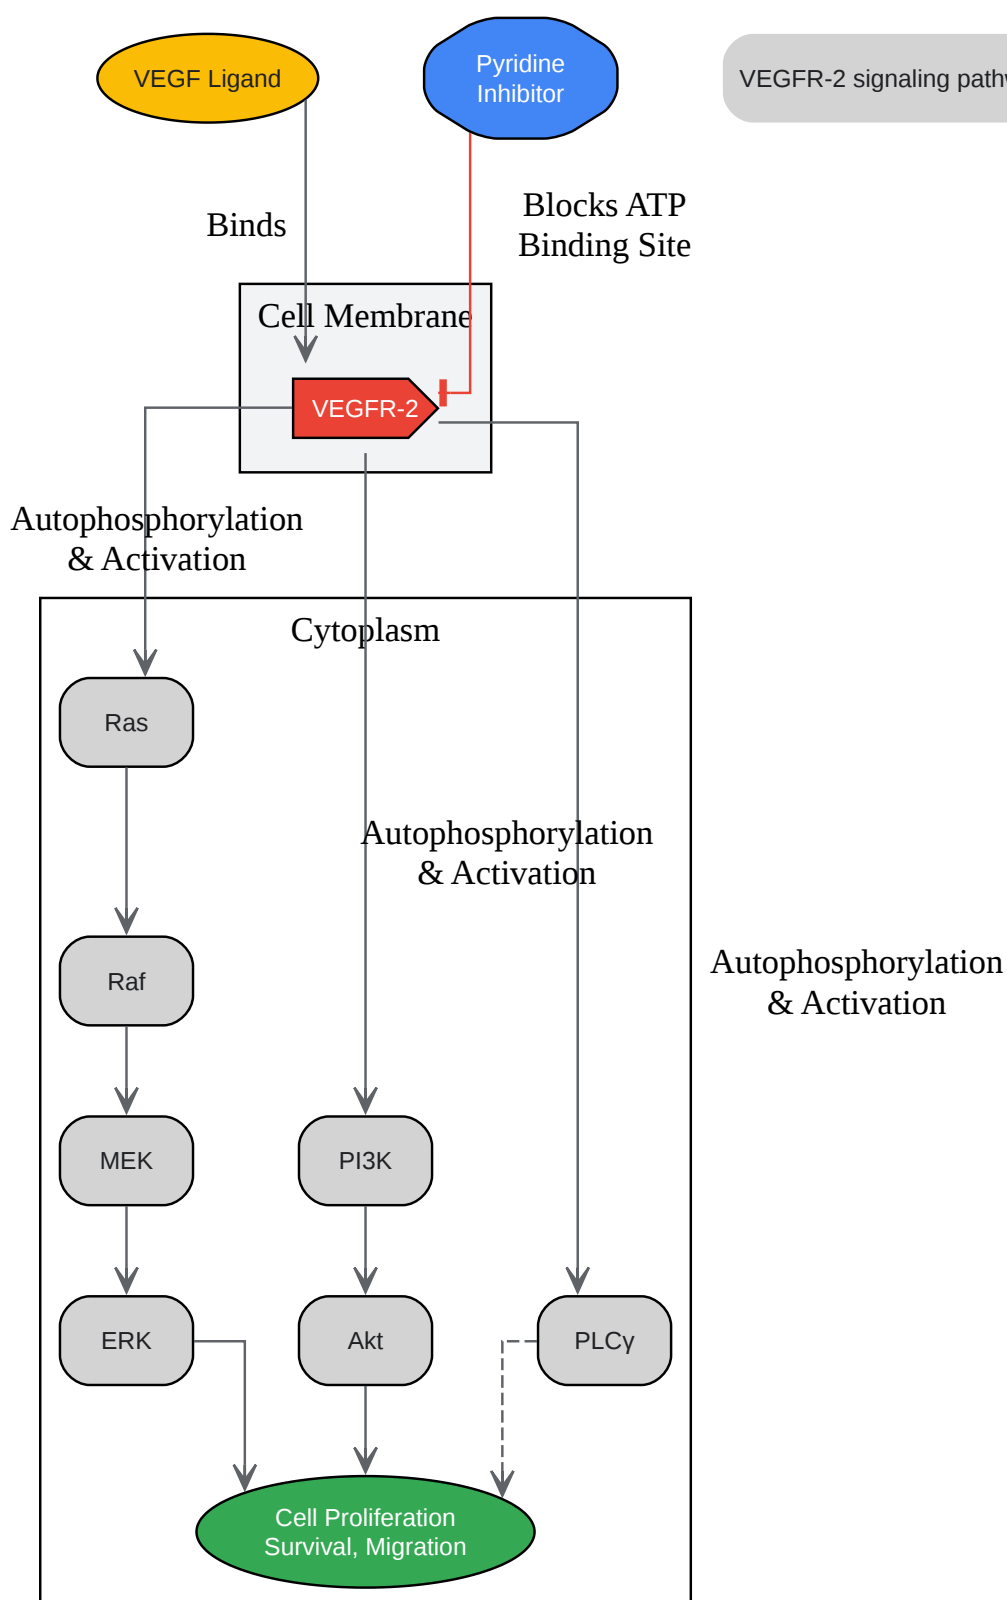 VEGF Ligand
Pyridine
Inhibitor
VEGFR-2 signaling
Binds
Blocks ATP
Binding Site
Cell Membrane
VEGFR-2
Autophosphorylation
& Activation
Cytoplasm
Ras
Autophosphorylation
& Activation
Raf
Autophosphorylation
& Activation
MEK
PI3K
ERK
Akt
PLCγ
Cell Proliferation
Survival, Migration